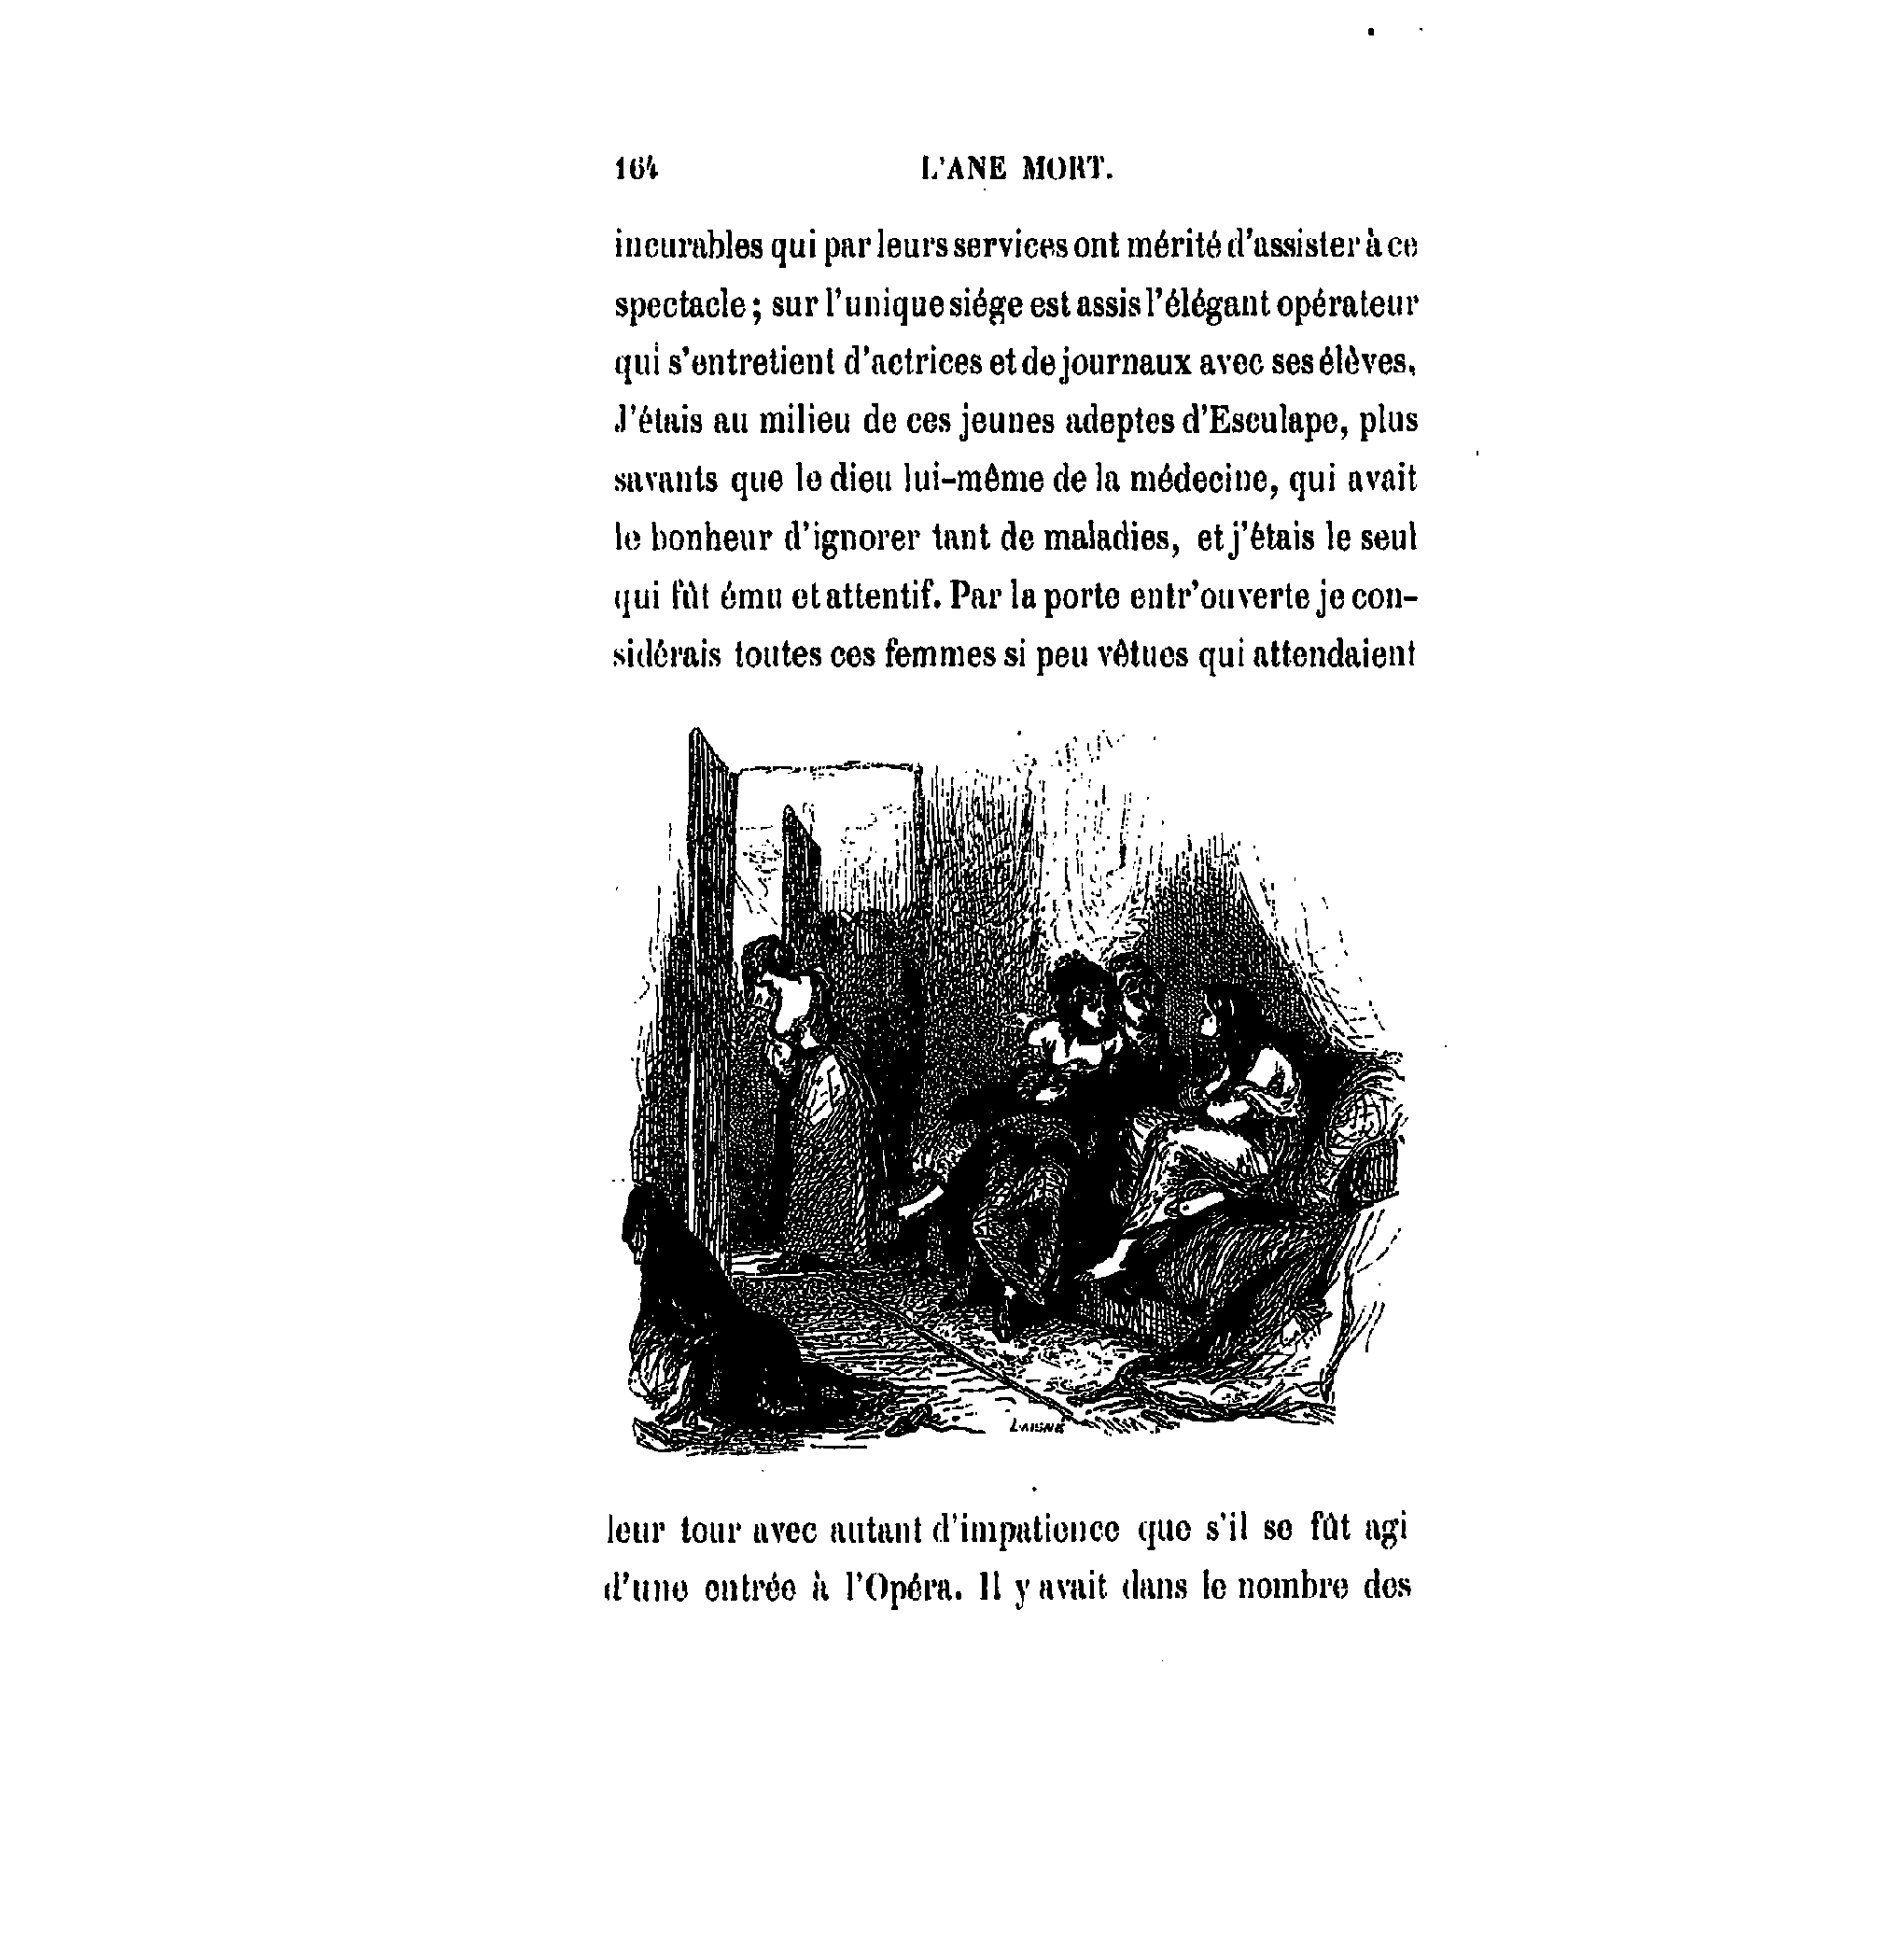 164 L'ANE MORT.
incurables qui par leurs services ont mérité d'assister à ce
spectacle ; sur l'unique siége est assis l'élégant opérateur
qui s'entretient d'actrices et de journaux avec ses élèves.
J'étais au milieu de ces jeunes adeptes d'Esculape, plus
savants que le dieu lui-même de la médecine, qui avait
le bonheur d'ignorer tant de maladies, et j'étais le seul
qui fût ému et attentif. Par la porte entr'ouverte je con-
sidérais toutes ces femmes si peu vêtues qui attendaient
LAISNÉ
leur tour avec autant d'impatience que s'il se fût agi
d'une entrée à l'Opéra. Il y avait dans le nombre des